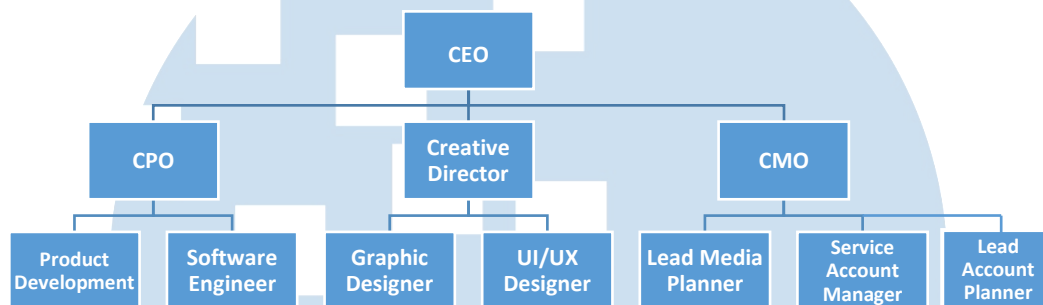 CEO
CPO
Creative
Director
CMO
Product
Development
Software
Engineer
Graphic
Designer
UI/UX
Designer
Lead Media
Planner
Service
Account
Manager
Lead
Account
Planner